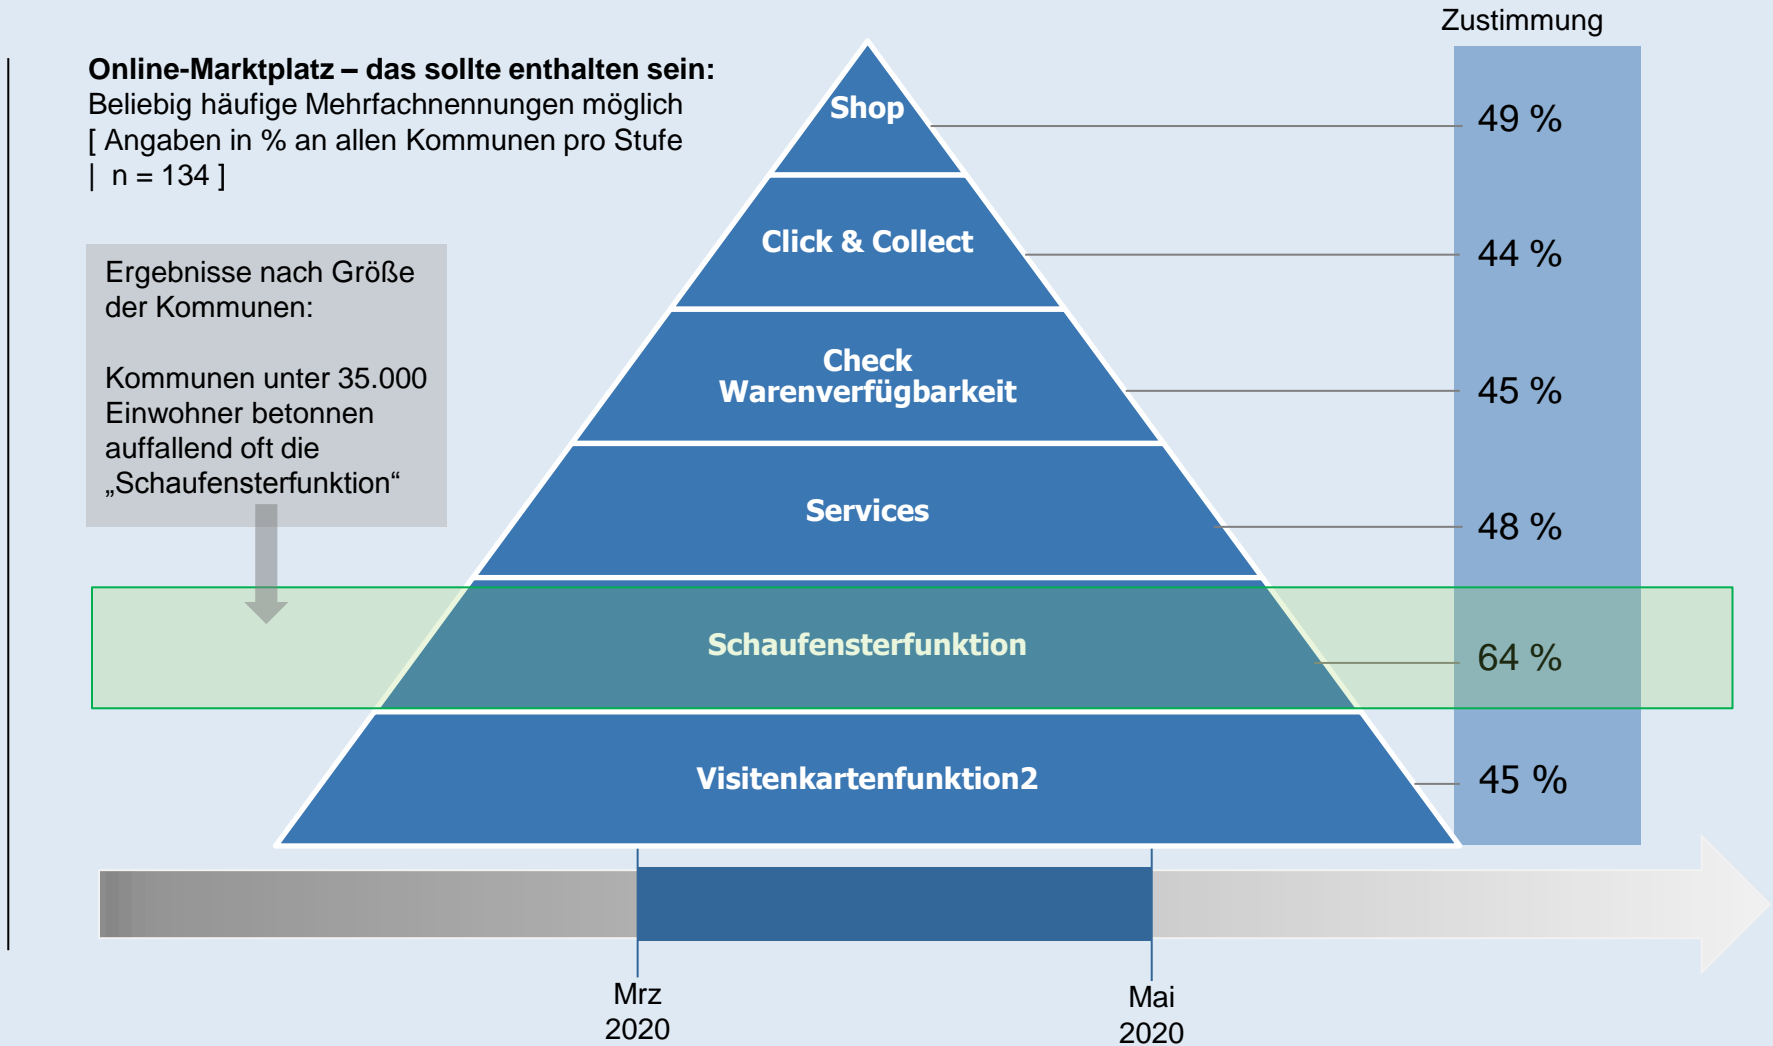 Zustimmung
Online-Marktplatz – das sollte enthalten sein:
Beliebig häufige Mehrfachnennungen möglich
[ Angaben in % an allen Kommunen pro Stufe
| n = 134 ]
Ergebnisse nach Größe
der Kommunen:
Kommunen unter 35.000
Einwohner betonnen
auffallend oft die
„Schaufensterfunktion“
Shop
49 %
Click & Collect
44 %
Check
Warenverfügbarkeit
45 %
Services
48 %
Schaufensterfunktion
64 %
Visitenkartenfunktion2
45 %
Mrz
2020
Mai
2020